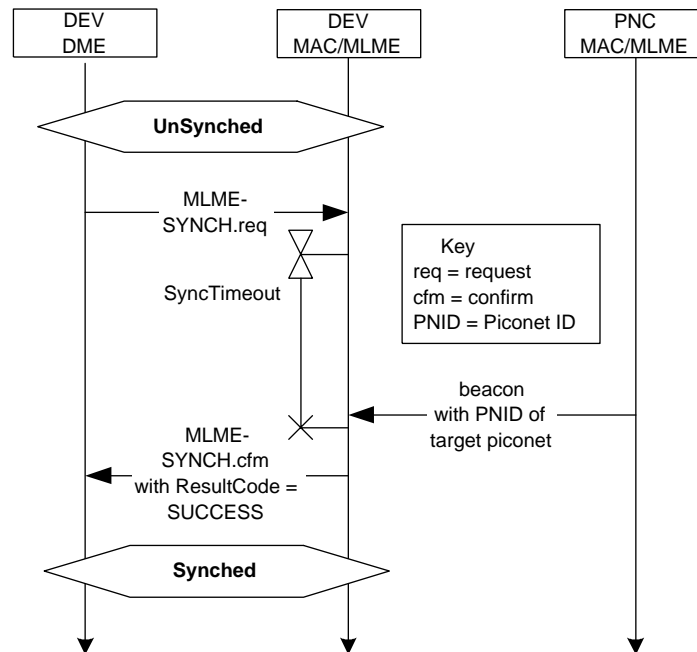 DEV
DME
DEV
MAC/MLME
PNC
MAC/MLME
UnSynched
MLME-
SYNCH.req
Key
req = request
cfm = confirm
PNID = Piconet ID
SyncTimeout
beacon
with PNID of
target piconet
MLME-
SYNCH.cfm
with ResultCode =
SUCCESS
Synched